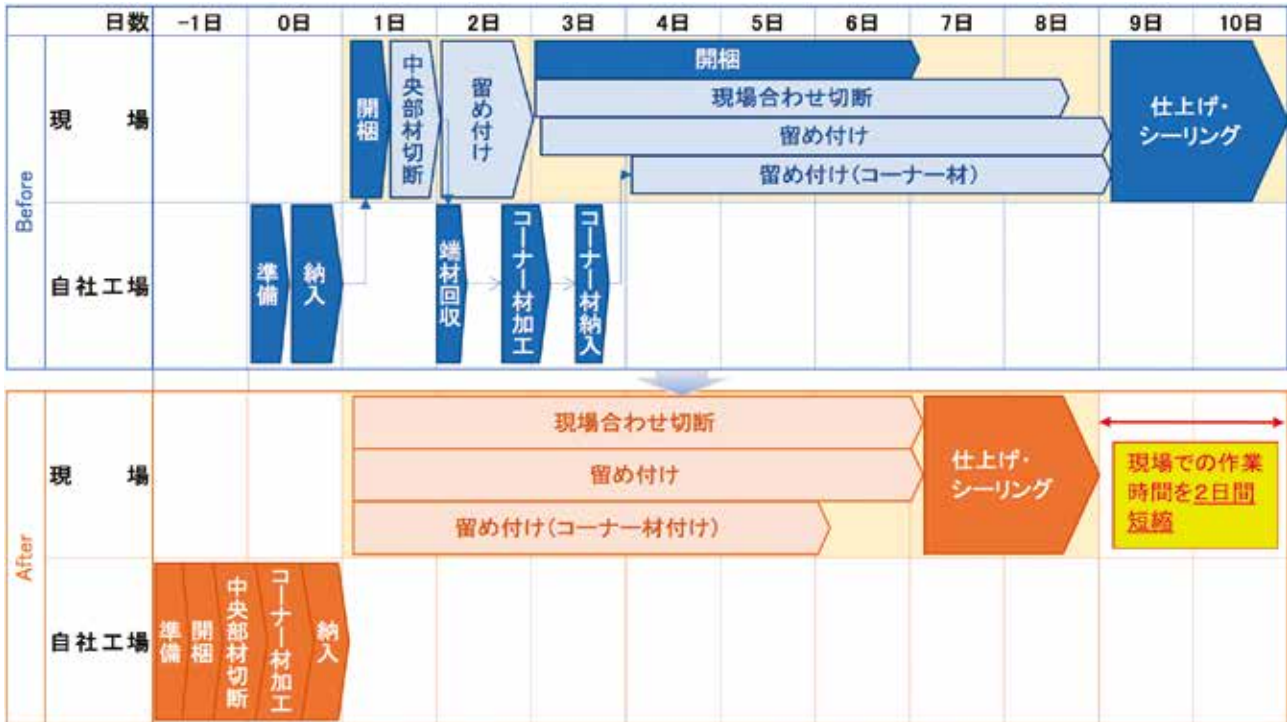 日数 -1日 0日 1日 2日 3日 4日 5日 6日 7日 8日 9日 10日
Before
現場
開梱
中央部材切断
留め付け
開梱
現場合わせ切断
留め付け
留め付け(コーナー材)
仕上げ・
シーリング
自社工場
準備
納入
端材回収
コーナー材加工
コーナー材納入
After
現場
現場合わせ切断
留め付け
留め付け(コーナー材付け)
仕上げ・
シーリング
現場での作業
時間を2日間
短縮
自社工場
準備
開梱
中央部材切断
コーナー材加工
納入